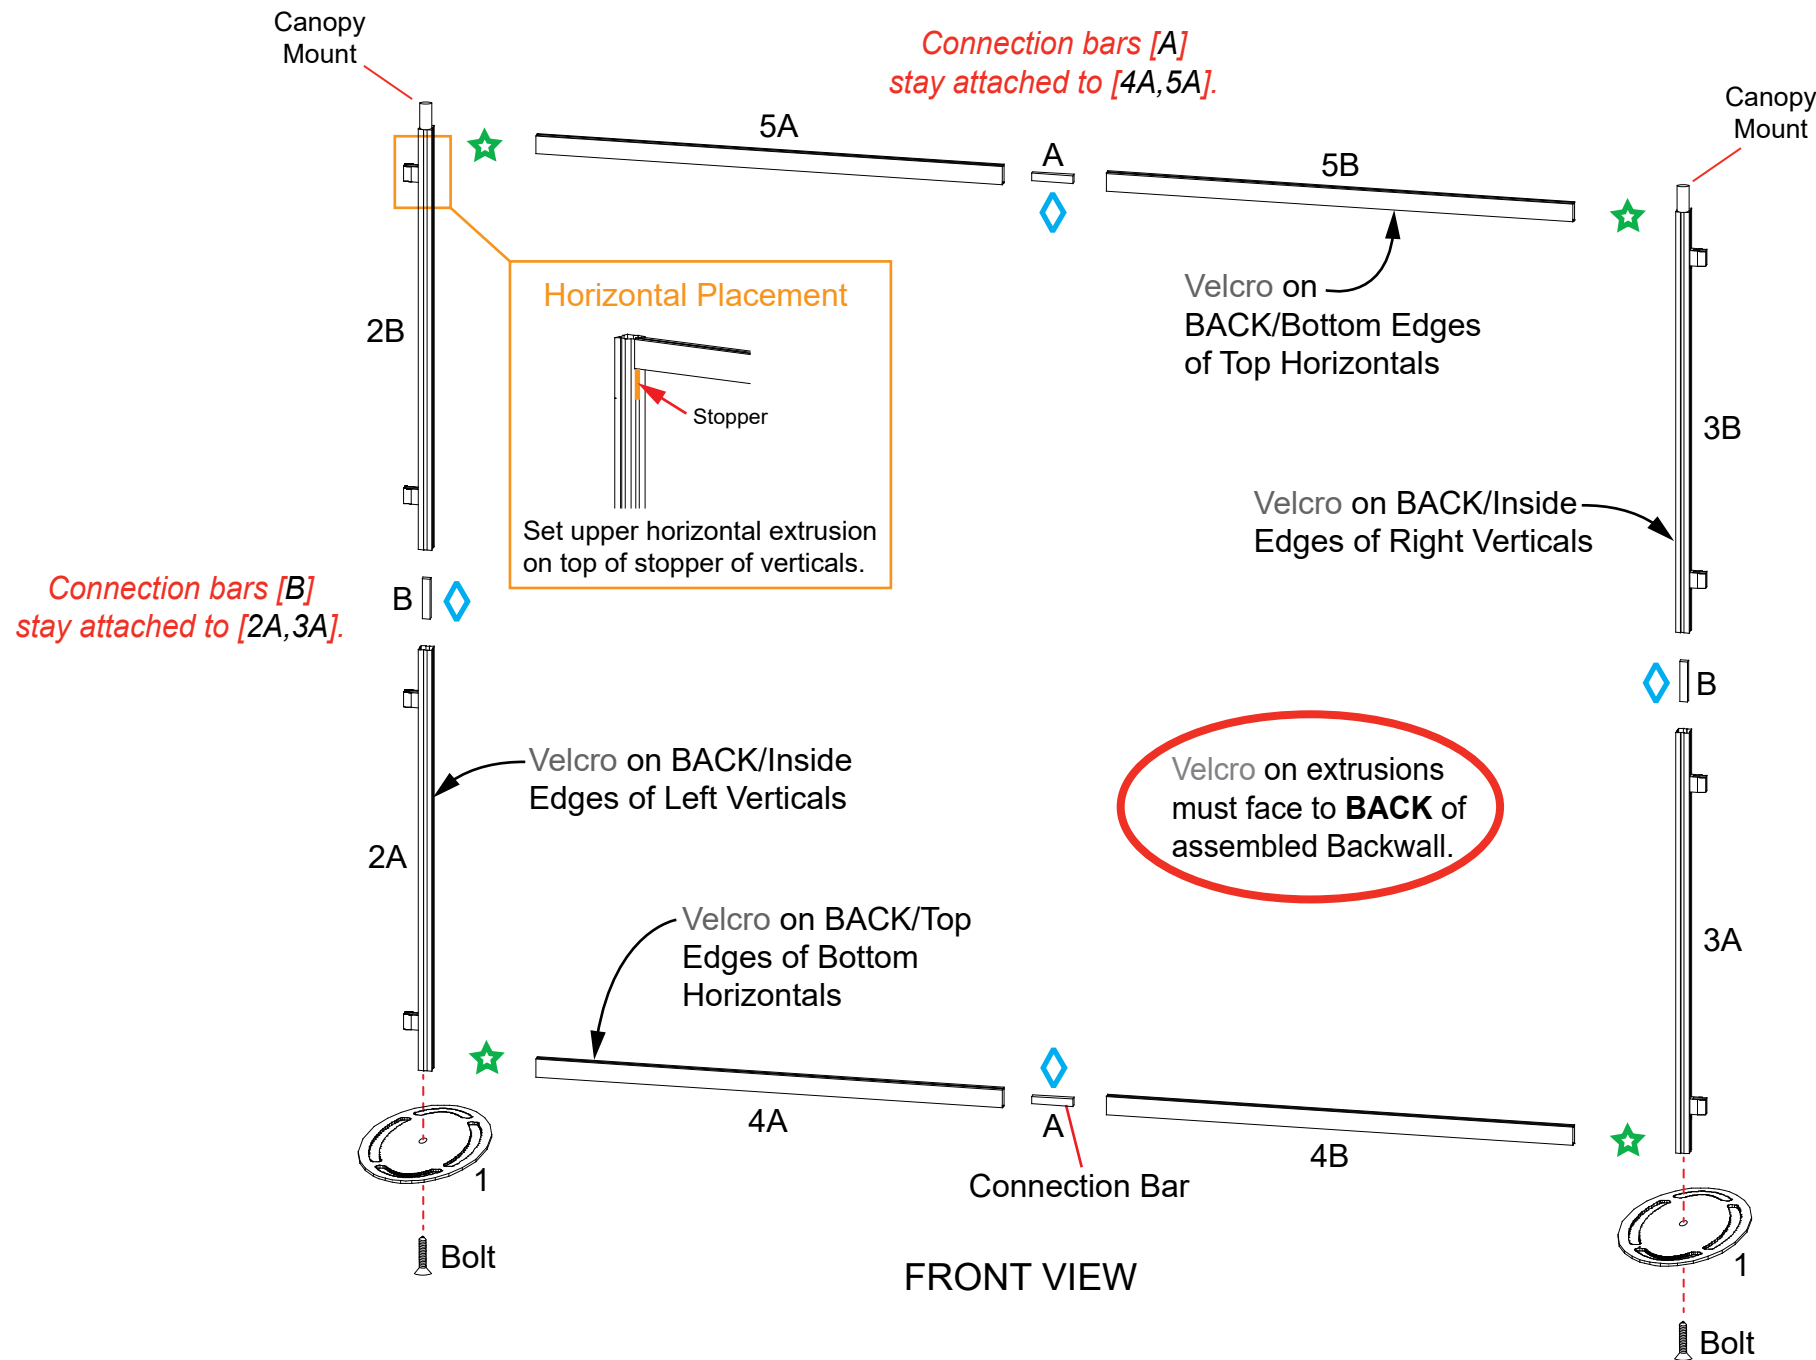 Canopy
Mount
Connection bars [A]
stay attached to [4A,5A].
Canopy
Mount
5A
A
5B
Horizontal Placement
Stopper
Set upper horizontal extrusion
on top of stopper of verticals.
Velcro on
BACK/Bottom Edges
of Top Horizontals
2B
3B
Velcro on BACK/Inside
Edges of Right Verticals
Connection bars [B]
stay attached to [2A,3A].
B
B
Velcro on BACK/Inside
Edges of Left Verticals
Velcro on extrusions
must face to BACK of
assembled Backwall.
2A
3A
Velcro on BACK/Top
Edges of Bottom
Horizontals
4A
A
4B
Connection Bar
1
1
Bolt
FRONT VIEW
Bolt